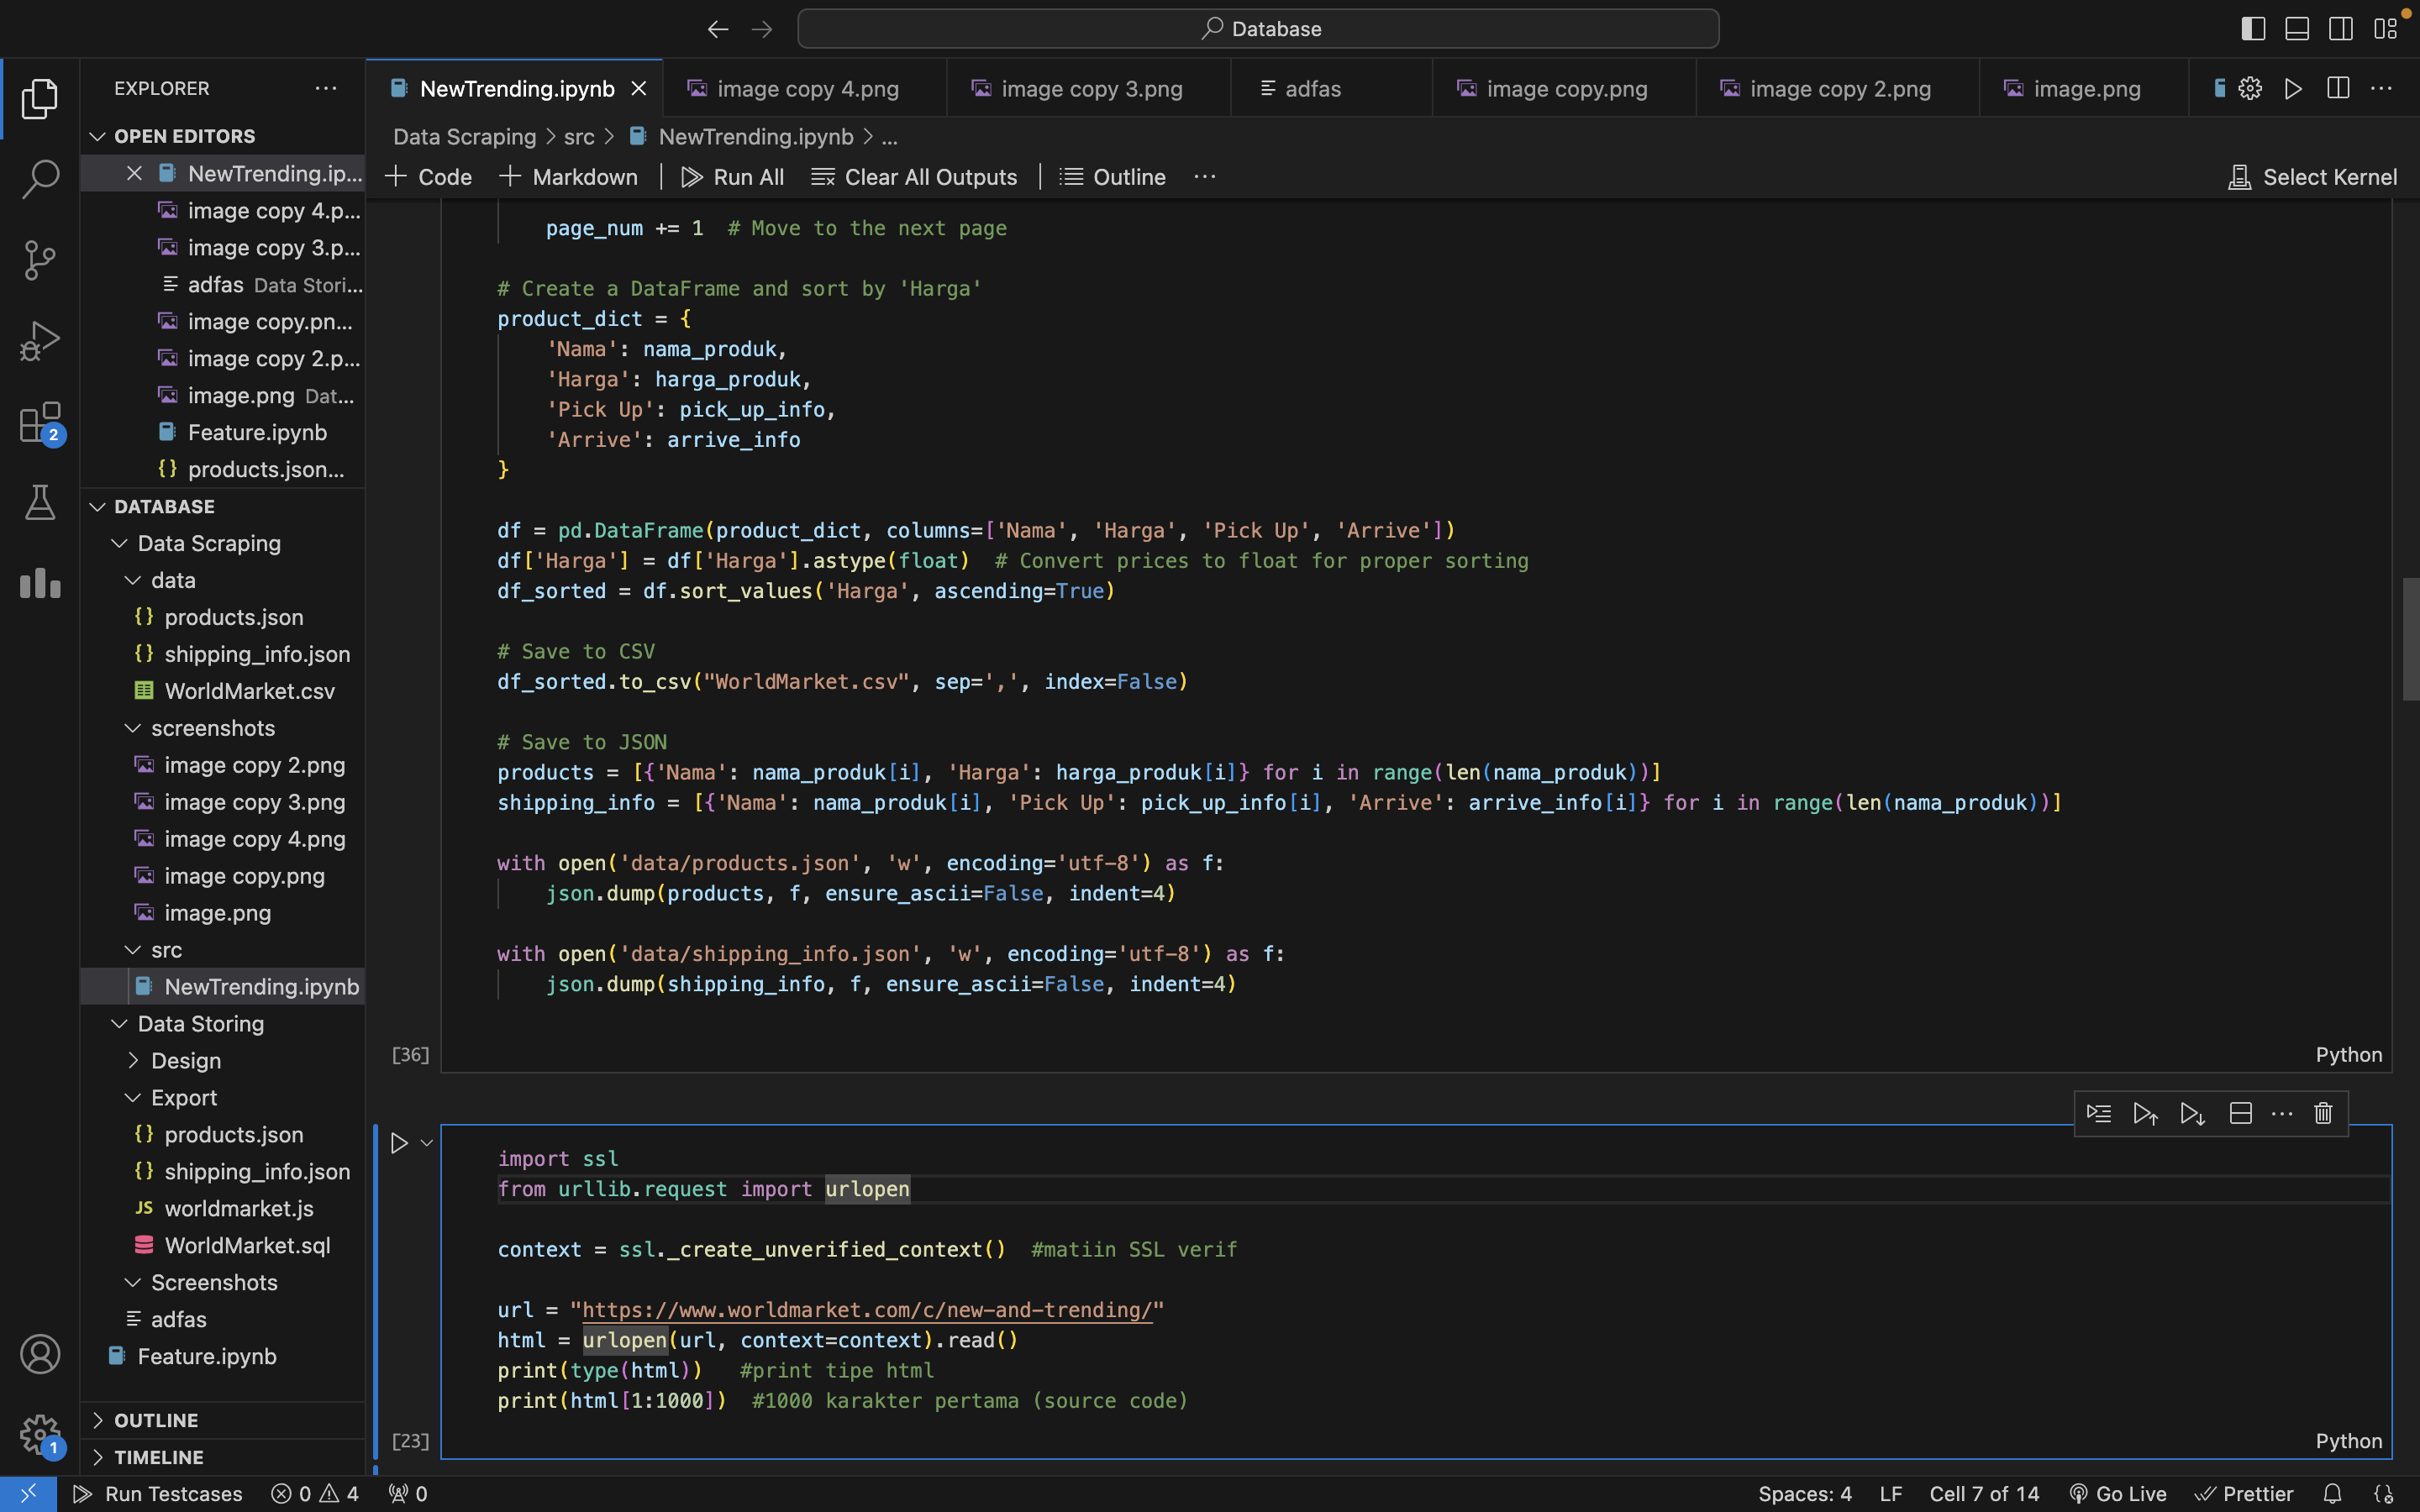 Database
EXPLORER
OPEN EDITORS
NewTrending.ip...
image copy 4.p...
image copy 3.p...
adfas Data Stori...
image copy.pn...
image copy 2.p...
image.png Dat...
Feature.ipynb
products.json...
DATABASE
Data Scraping
data
products.json
shipping_info.json
WorldMarket.csv
screenshots
image copy 2.png
image copy 3.png
image copy 4.png
image copy.png
image.png
src
NewTrending.ipynb
Data Storing
Design
Export
products.json
shipping_info.json
worldmarket.js
WorldMarket.sql
Screenshots
adfas
Feature.ipynb
OUTLINE
TIMELINE
2
1
NewTrending.ipynb image copy 4.png image copy 3.png adfas image copy.png image copy 2.png image.png
Data Scraping > src > NewTrending.ipynb > ...
+ Code + Markdown Run All Clear All Outputs Outline ... Select Kernel
page_num += 1  # Move to the next page
# Create a DataFrame and sort by 'Harga'
product_dict = {
    'Nama': nama_produk,
    'Harga': harga_produk,
    'Pick Up': pick_up_info,
    'Arrive': arrive_info
}
df = pd.DataFrame(product_dict, columns=['Nama', 'Harga', 'Pick Up', 'Arrive'])
df['Harga'] = df['Harga'].astype(float)  # Convert prices to float for proper sorting
df_sorted = df.sort_values('Harga', ascending=True)
# Save to CSV
df_sorted.to_csv("WorldMarket.csv", sep=',', index=False)
# Save to JSON
products = [{'Nama': nama_produk[i], 'Harga': harga_produk[i]} for i in range(len(nama_produk))]
shipping_info = [{'Nama': nama_produk[i], 'Pick Up': pick_up_info[i], 'Arrive': arrive_info[i]} for i in range(len(nama_produk))]
with open('data/products.json', 'w', encoding='utf-8') as f:
    json.dump(products, f, ensure_ascii=False, indent=4)
with open('data/shipping_info.json', 'w', encoding='utf-8') as f:
    json.dump(shipping_info, f, ensure_ascii=False, indent=4)
[36] Python
import ssl
from urllib.request import urlopen
context = ssl._create_unverified_context()  #matiin SSL verif
url = "https://www.worldmarket.com/c/new-and-trending/"
html = urlopen(url, context=context).read()
print(type(html))   #print tipe html
print(html[1:1000])  #1000 karakter pertama (source code)
[23] Python
Run Testcases 0 4 0 Spaces: 4 LF Cell 7 of 14 Go Live Prettier